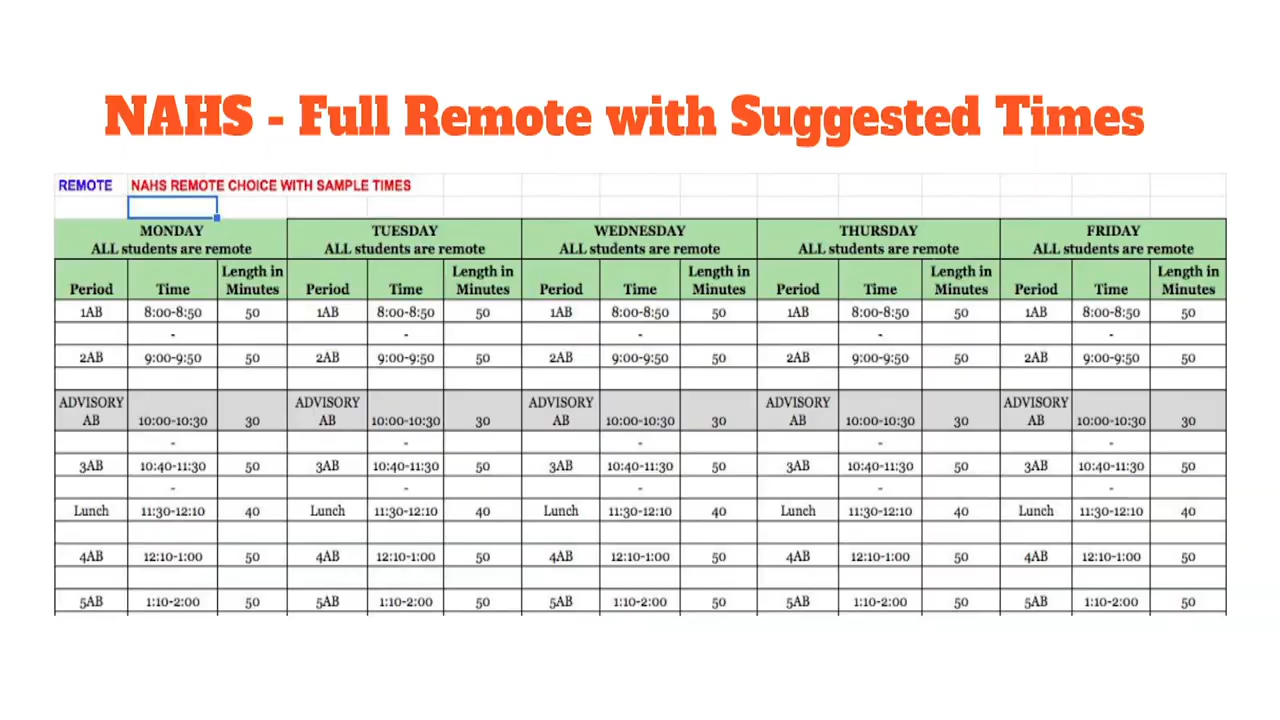 NAHS - Full Remote with Suggested Times
REMOTE NAHS REMOTE CHOICE WITH SAMPLE TIMES
MONDAY TUESDAY WEDNESDAY THURSDAY FRIDAY
ALL students are remote ALL students are remote ALL students are remote ALL students are remote ALL students are remote
Period Time Length in Minutes Period Time Length in Minutes Period Time Length in Minutes Period Time Length in Minutes Period Time Length in Minutes
1AB 8:00-8:50 50 1AB 8:00-8:50 50 1AB 8:00-8:50 50 1AB 8:00-8:50 50 1AB 8:00-8:50 50
- - - - -
2AB 9:00-9:50 50 2AB 9:00-9:50 50 2AB 9:00-9:50 50 2AB 9:00-9:50 50 2AB 9:00-9:50 50
ADVISORY AB 10:00-10:30 30 ADVISORY AB 10:00-10:30 30 ADVISORY AB 10:00-10:30 30 ADVISORY AB 10:00-10:30 30 ADVISORY AB 10:00-10:30 30
- - - - -
3AB 10:40-11:30 50 3AB 10:40-11:30 50 3AB 10:40-11:30 50 3AB 10:40-11:30 50 3AB 10:40-11:30 50
- - - - -
Lunch 11:30-12:10 40 Lunch 11:30-12:10 40 Lunch 11:30-12:10 40 Lunch 11:30-12:10 40 Lunch 11:30-12:10 40
4AB 12:10-1:00 50 4AB 12:10-1:00 50 4AB 12:10-1:00 50 4AB 12:10-1:00 50 4AB 12:10-1:00 50
5AB 1:10-2:00 50 5AB 1:10-2:00 50 5AB 1:10-2:00 50 5AB 1:10-2:00 50 5AB 1:10-2:00 50